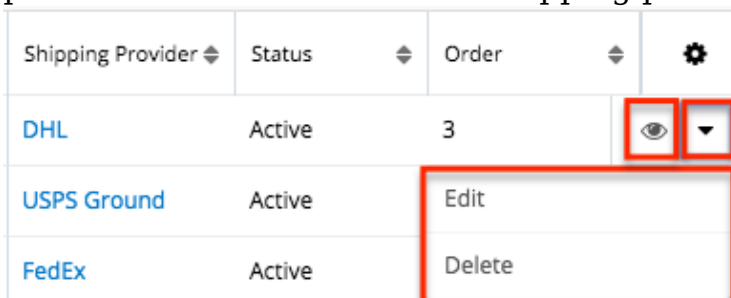 Shipping Provider Status Order
DHL Active 3
USPS Ground Active Edit
FedEx Active Delete